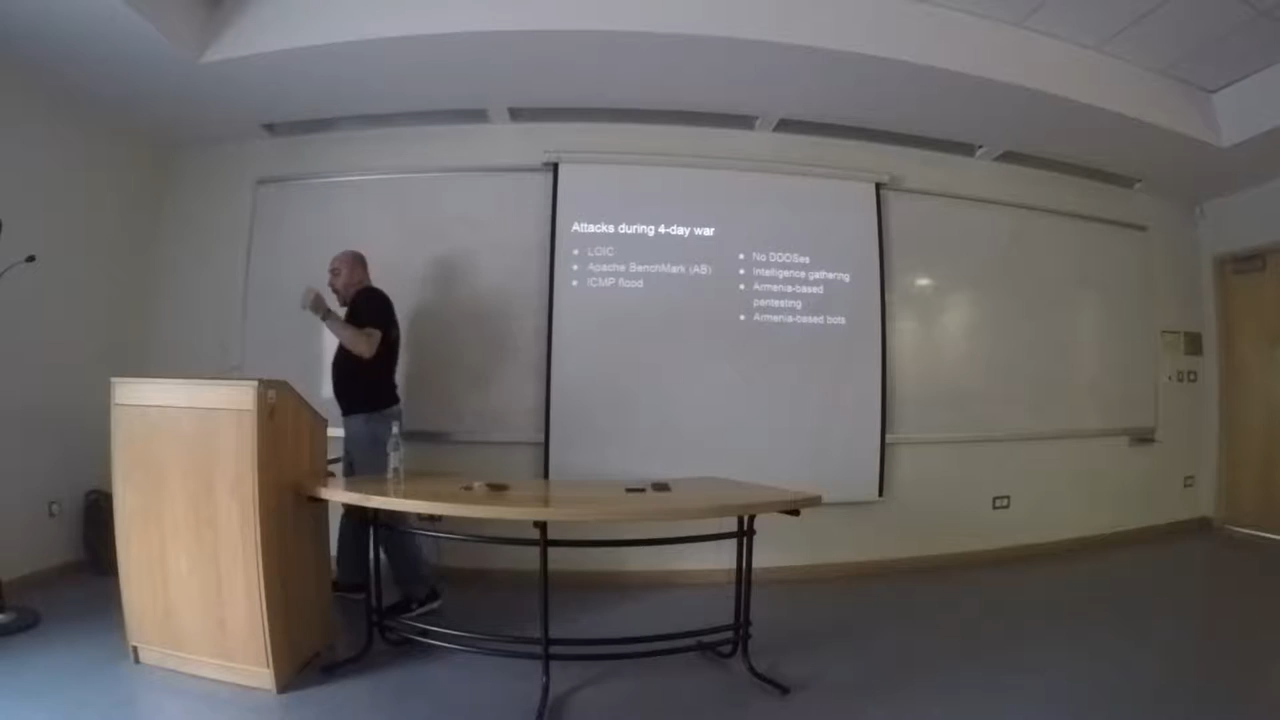 Attacks during 4-day war
LOIC
Apache BenchMark (AB)
ICMP flood
No DDOSes
Intelligence gathering
Armenia-based
pentesting
Armenia-based bots